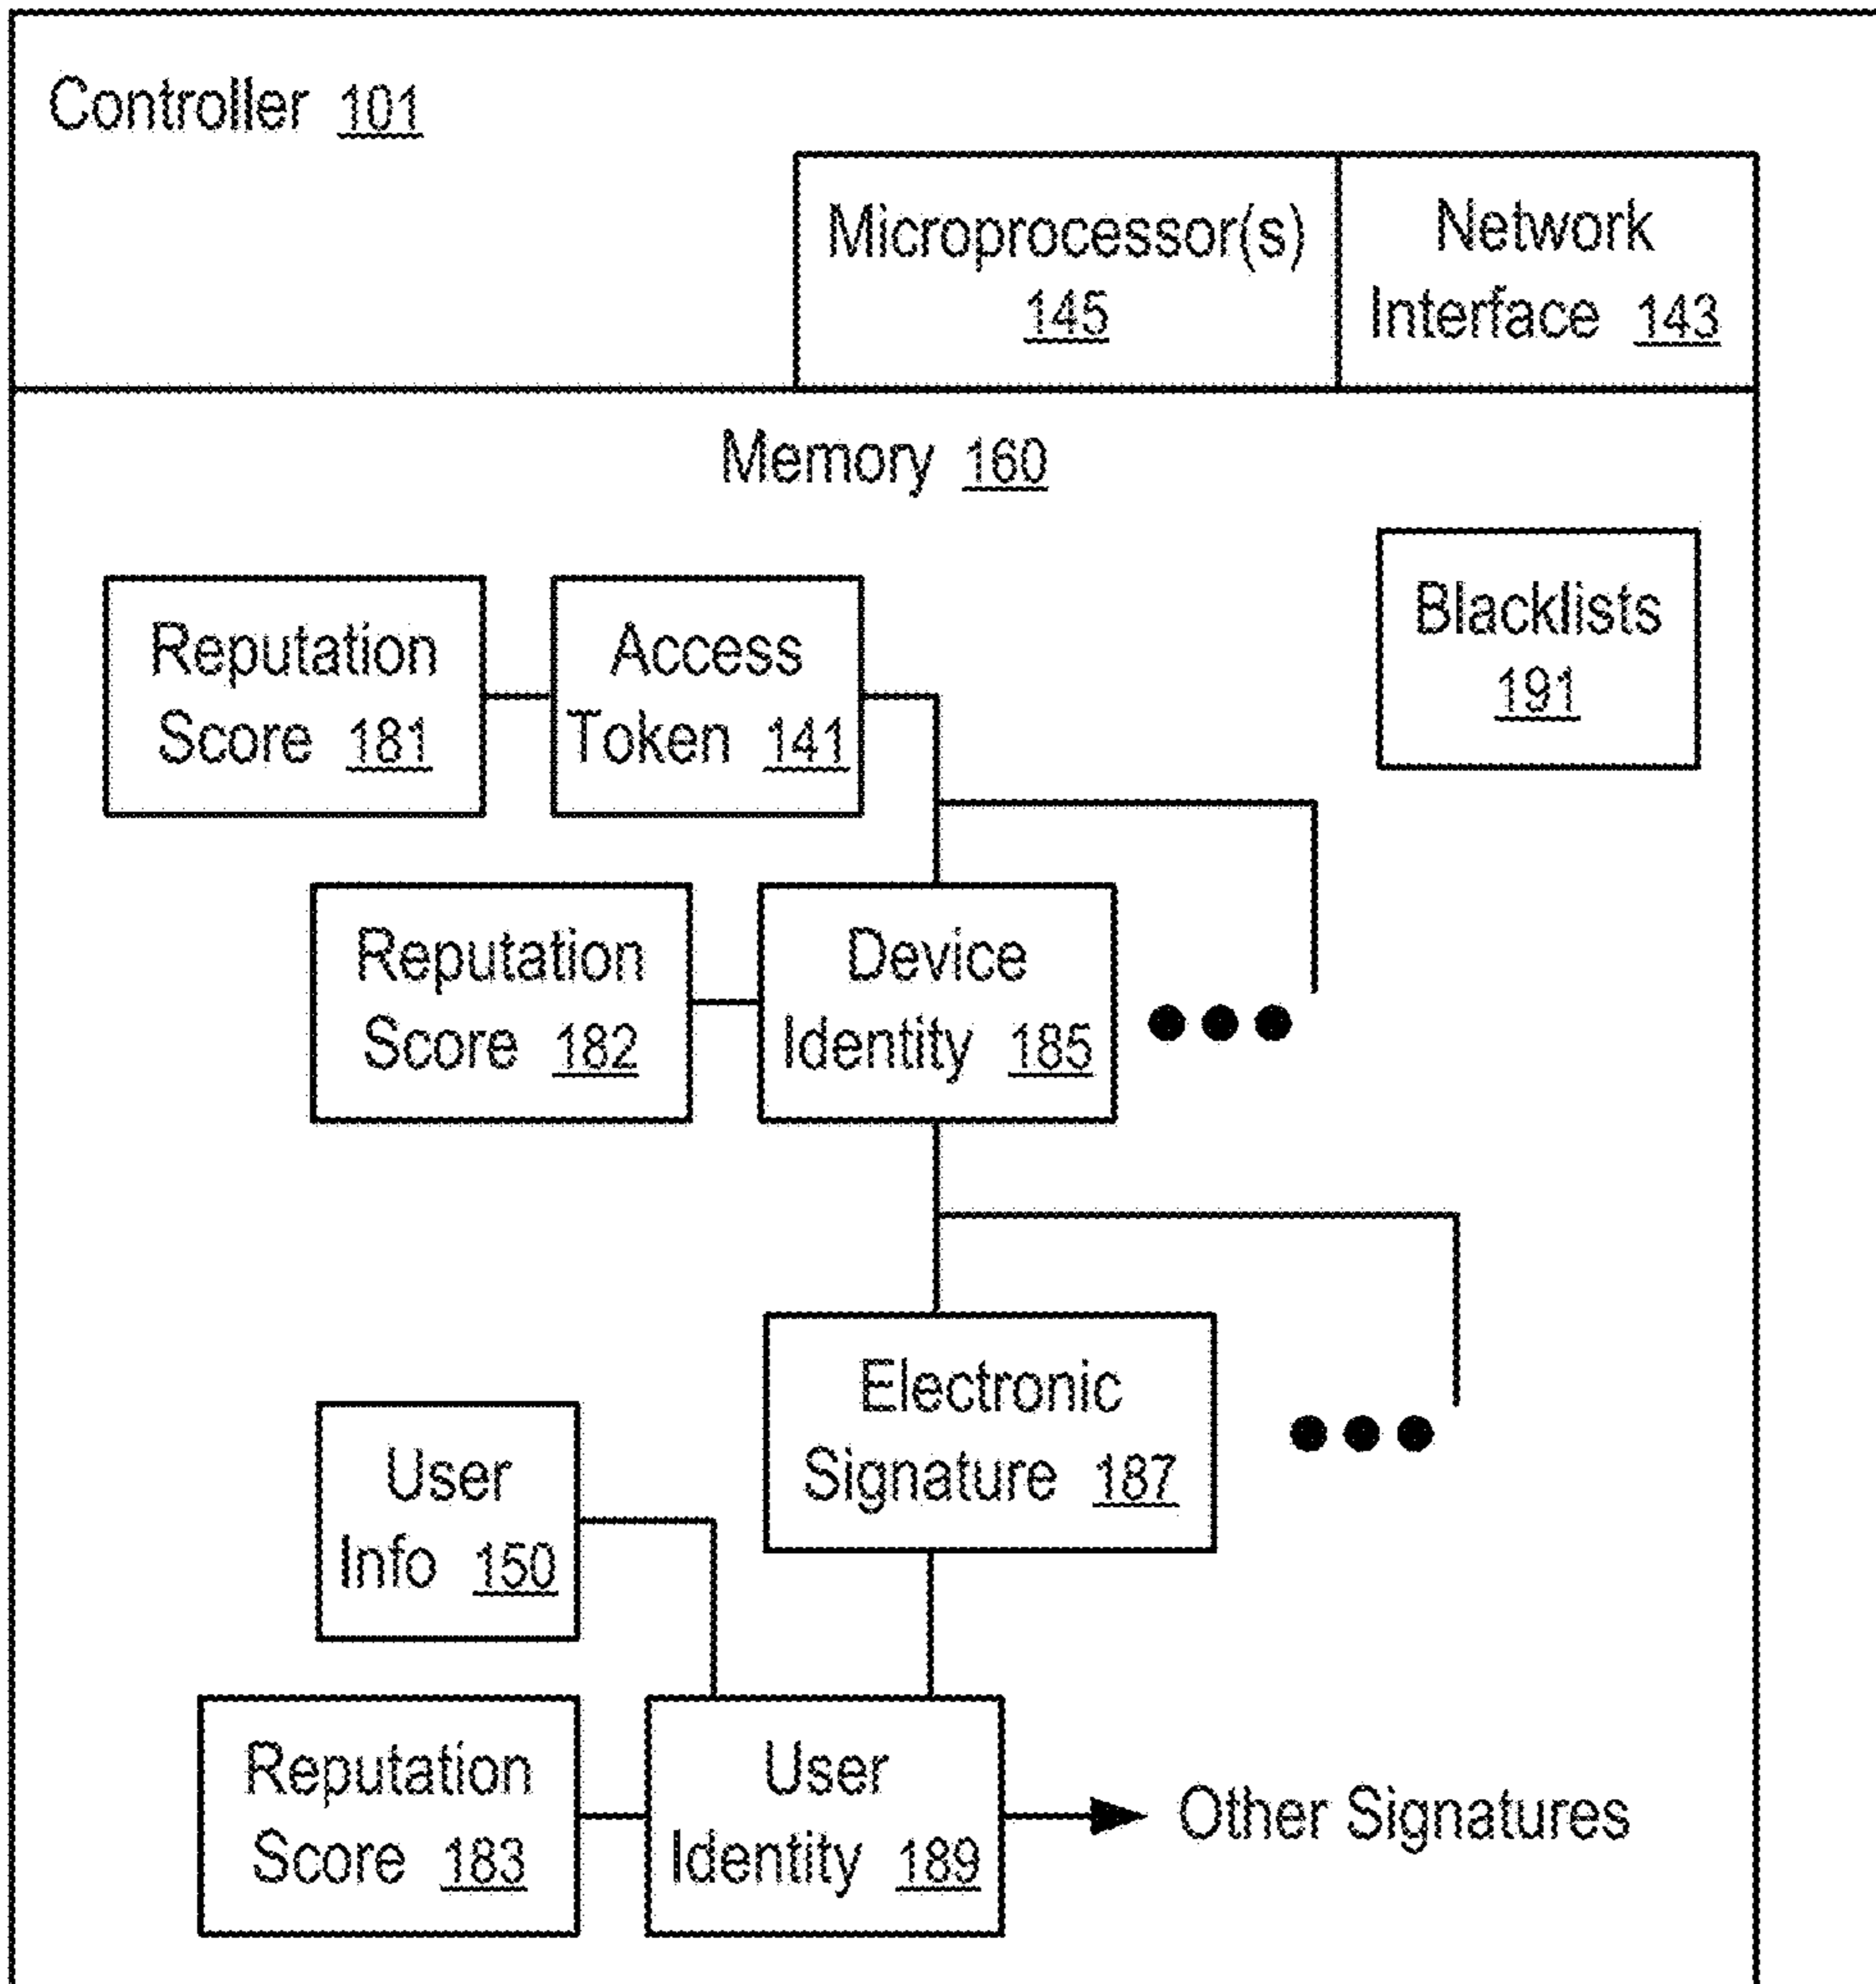 Controller 101
Microprocessor(s)
145
Network
Interface 143
Memory 160
Blacklists
191
Reputation
Score 181
Access
Token 141
Reputation
Score 182
Device
Identity 185
Electronic
Signature 187
User
Info 150
Reputation
Score 183
User
Identity 189
Other Signatures